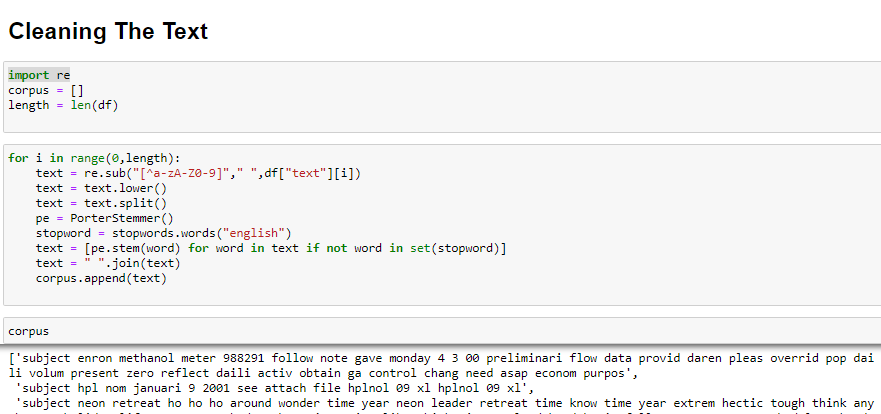 Cleaning The Text
import re
corpus = []
length = len(df)
for i in range(0,length):
    text = re.sub("[^a-zA-Z0-9]"," ",df["text"][i])
    text = text.lower()
    text = text.split()
    pe = PorterStemmer()
    stopword = stopwords.words("english")
    text = [pe.stem(word) for word in text if not word in set(stopword)]
    text = " ".join(text)
    corpus.append(text)
corpus
['subject enron methanol meter 988291 follow note gave monday 4 3 00 preliminari flow data provid daren pleas overrid pop dai
li volum present zero reflect daili activ obtain ga control chang need asap econom purpos',
 'subject hpl nom januari 9 2001 see attach file hplnol 09 xl hplnol 09 xl',
 'subject neon retreat ho ho ho around wonder time year neon leader retreat time know time year extrem hectic tough think any